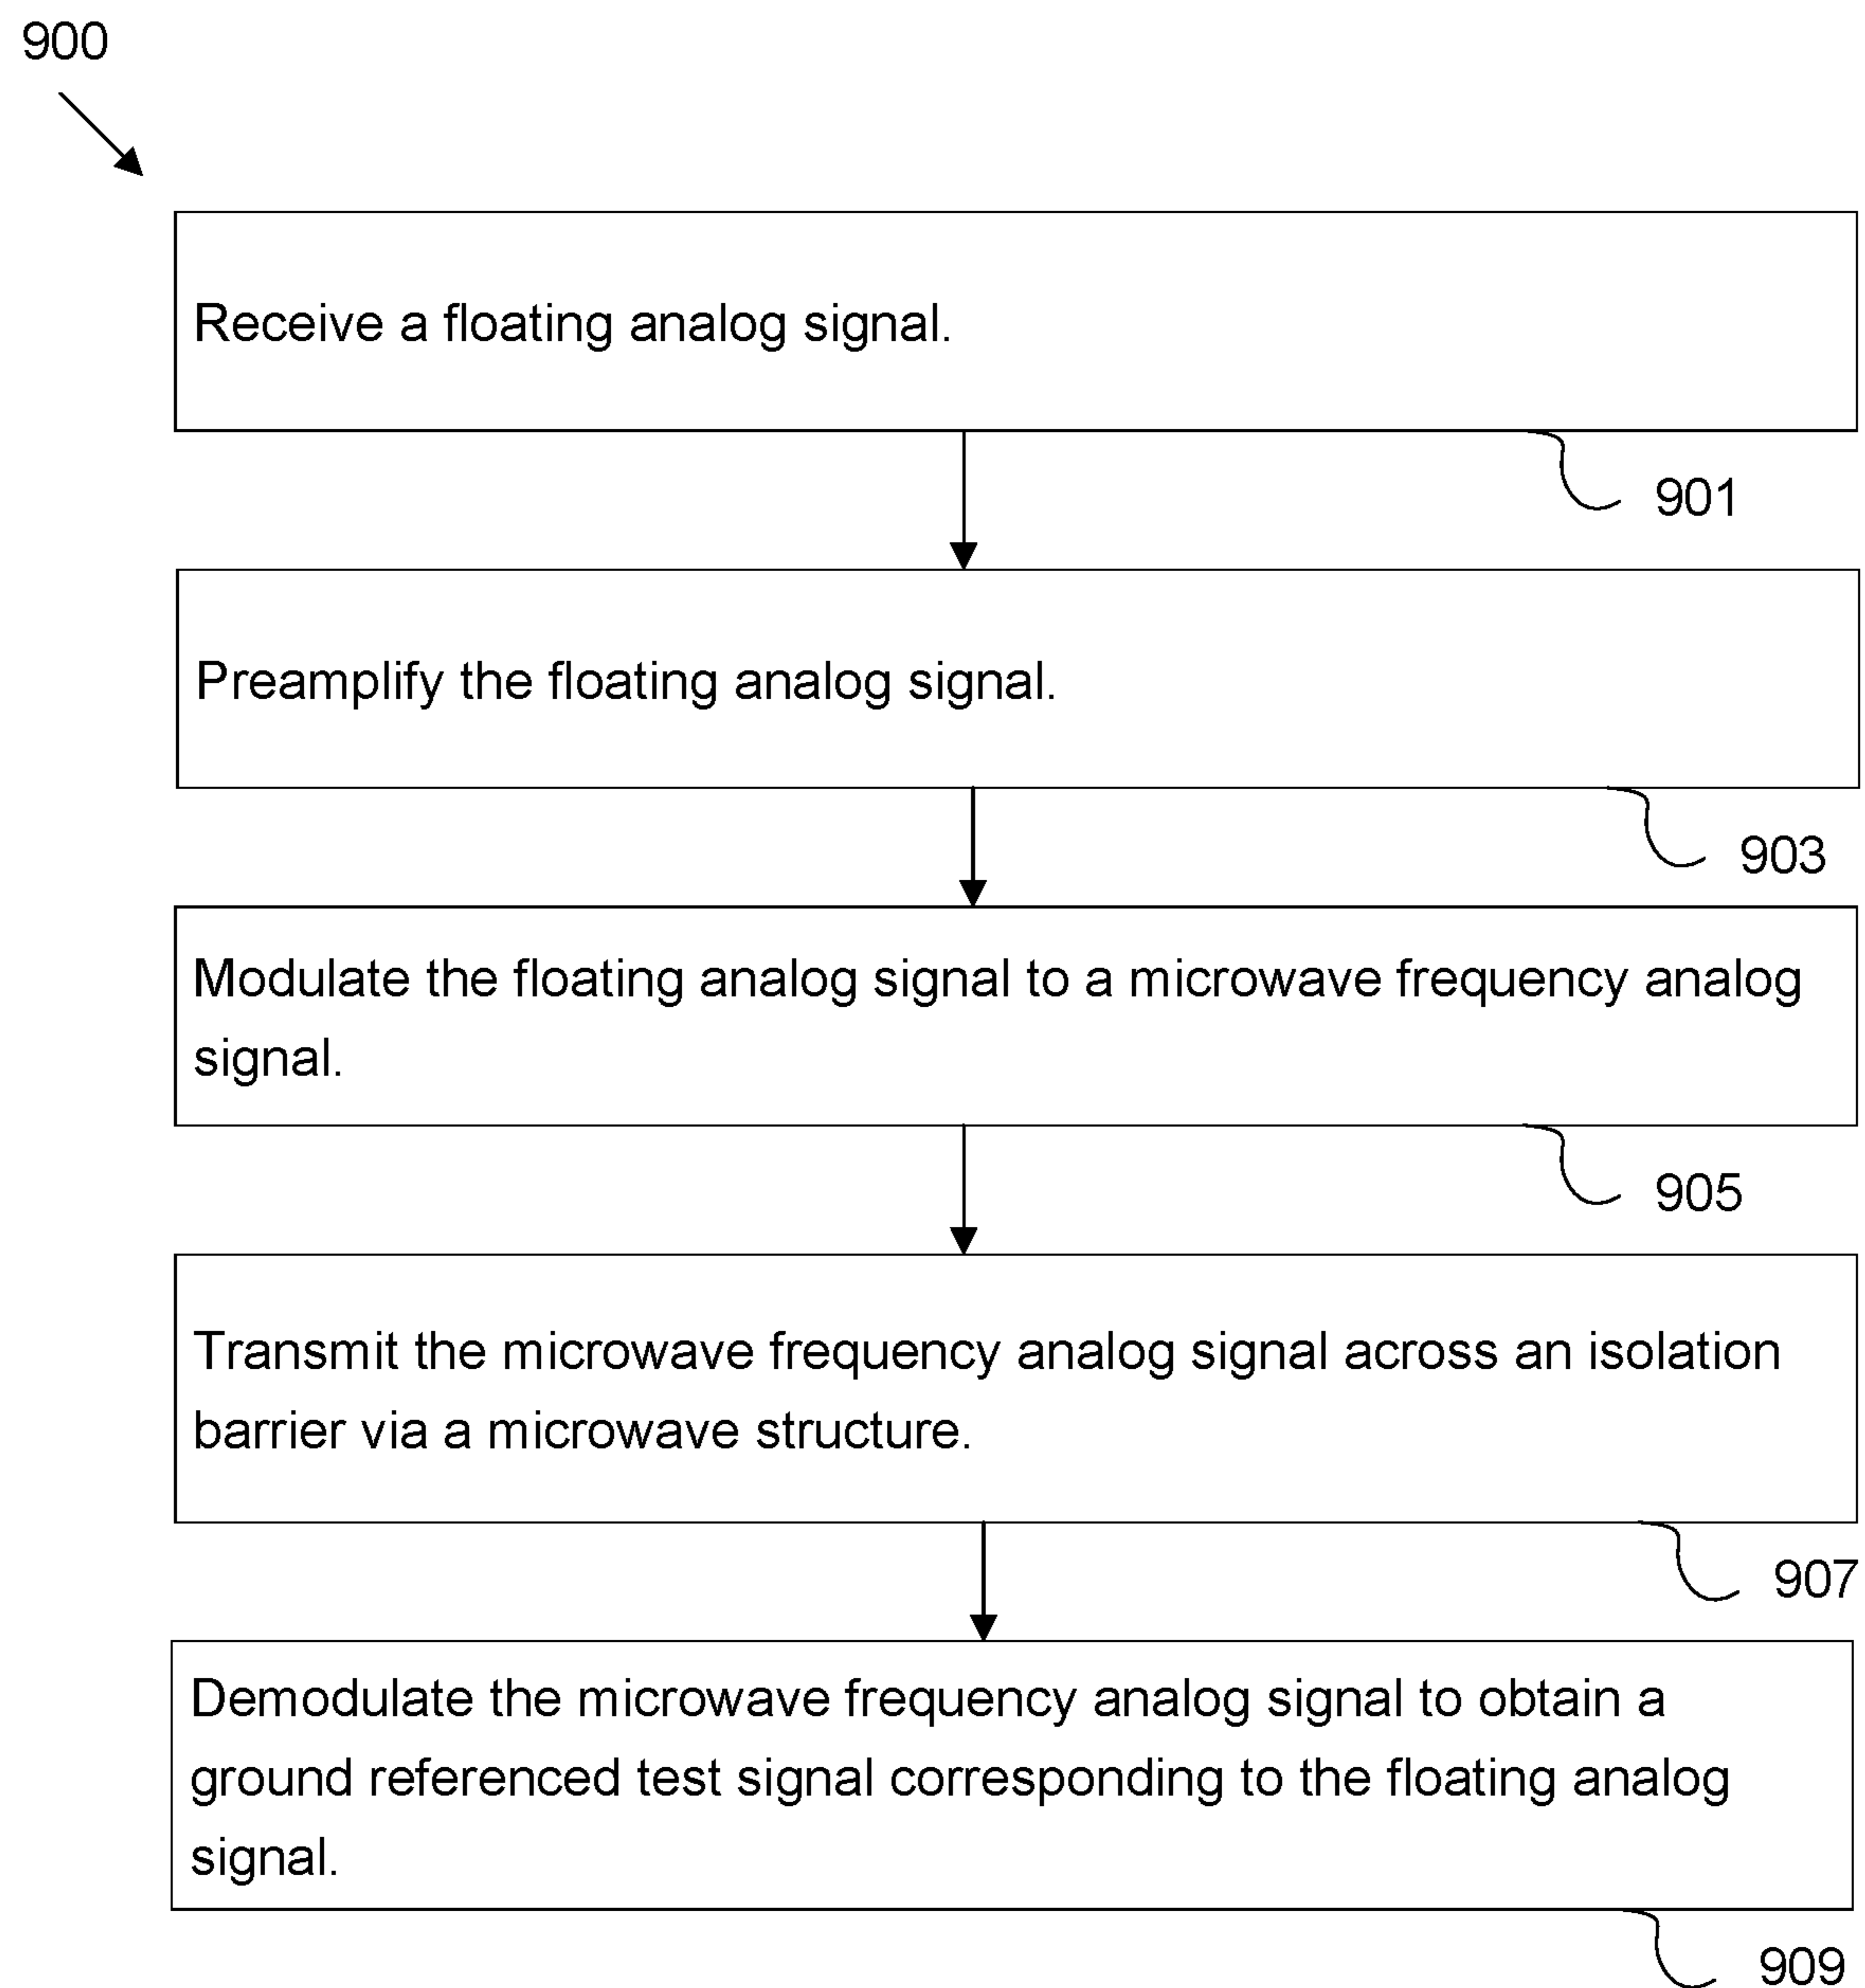 900
Receive a floating analog signal.
901
Preamplify the floating analog signal.
903
Modulate the floating analog signal to a microwave frequency analog
signal.
905
Transmit the microwave frequency analog signal across an isolation
barrier via a microwave structure.
907
Demodulate the microwave frequency analog signal to obtain a
ground referenced test signal corresponding to the floating analog
signal.
909